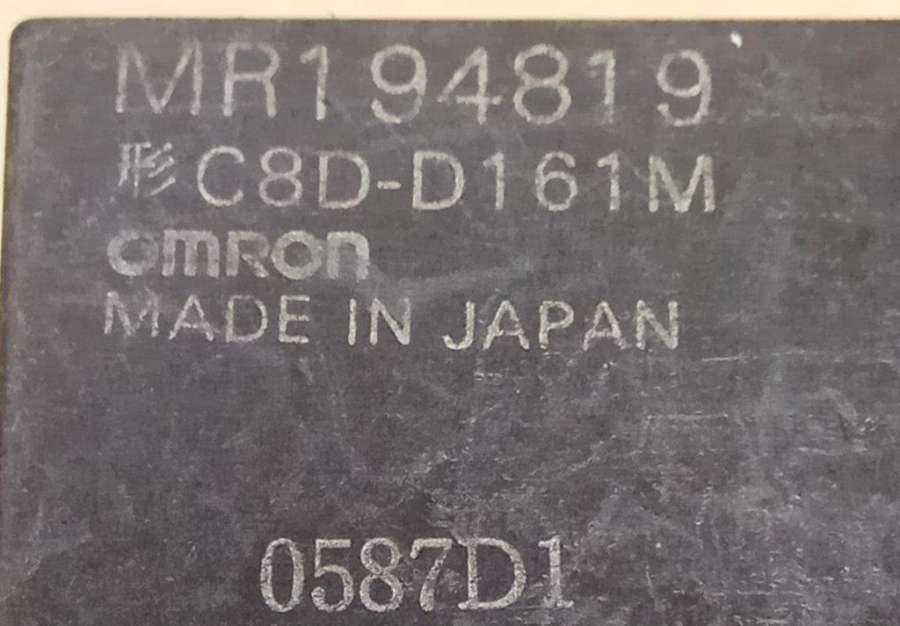 MR194819
形C8D-D161M
omRon
MADE IN JAPAN
0587D1